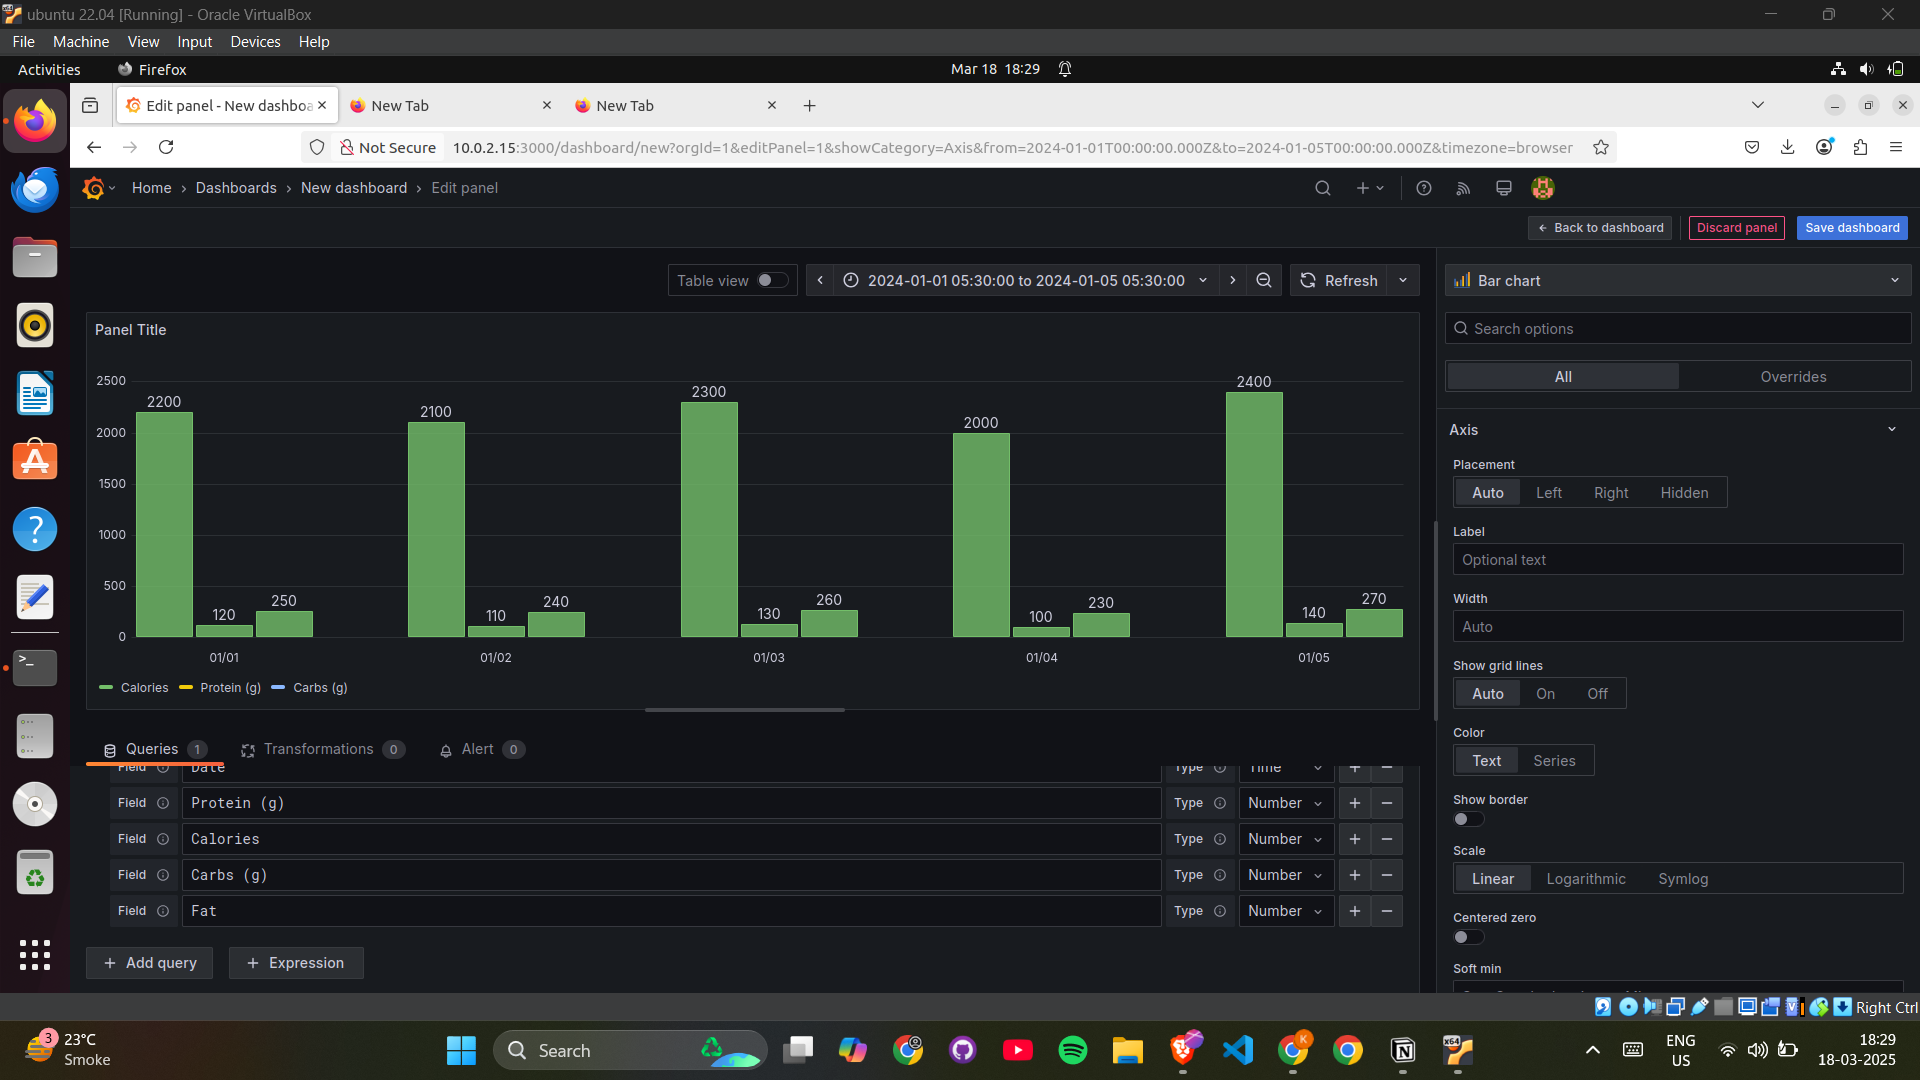 ubuntu 22.04 [Running] - Oracle VirtualBox
File Machine View Input Devices Help
Activities Firefox Mar 18 18:29
Edit panel - New dashboa New Tab New Tab
Not Secure 10.0.2.15:3000/dashboard/new?orgId=1&editPanel=1&showCategory=Axis&from=2024-01-01T00:00:00.000Z&to=2024-01-05T00:00:00.000Z&timezone=browser
Home › Dashboards › New dashboard › Edit panel
← Back to dashboard Discard panel Save dashboard
Table view 2024-01-01 05:30:00 to 2024-01-05 05:30:00 Refresh
Bar chart
Search options
All Overrides
Panel Title
2500
2000
1500
1000
500
0
2200 120 250
2100 110 240
2300 130 260
2000 100 230
2400 140 270
01/01 01/02 01/03 01/04 01/05
Calories Protein (g) Carbs (g)
Queries 1 Transformations 0 Alert 0
Field Date Type Time + −
Field Protein (g) Type Number + −
Field Calories Type Number + −
Field Carbs (g) Type Number + −
Field Fat Type Number + −
+ Add query + Expression
Axis
Placement
Auto Left Right Hidden
Label
Optional text
Width
Auto
Show grid lines
Auto On Off
Color
Text Series
Show border
Scale
Linear Logarithmic Symlog
Centered zero
Soft min
Right Ctrl
3 23°C
Smoke
Search
ENG
US
18:29
18-03-2025